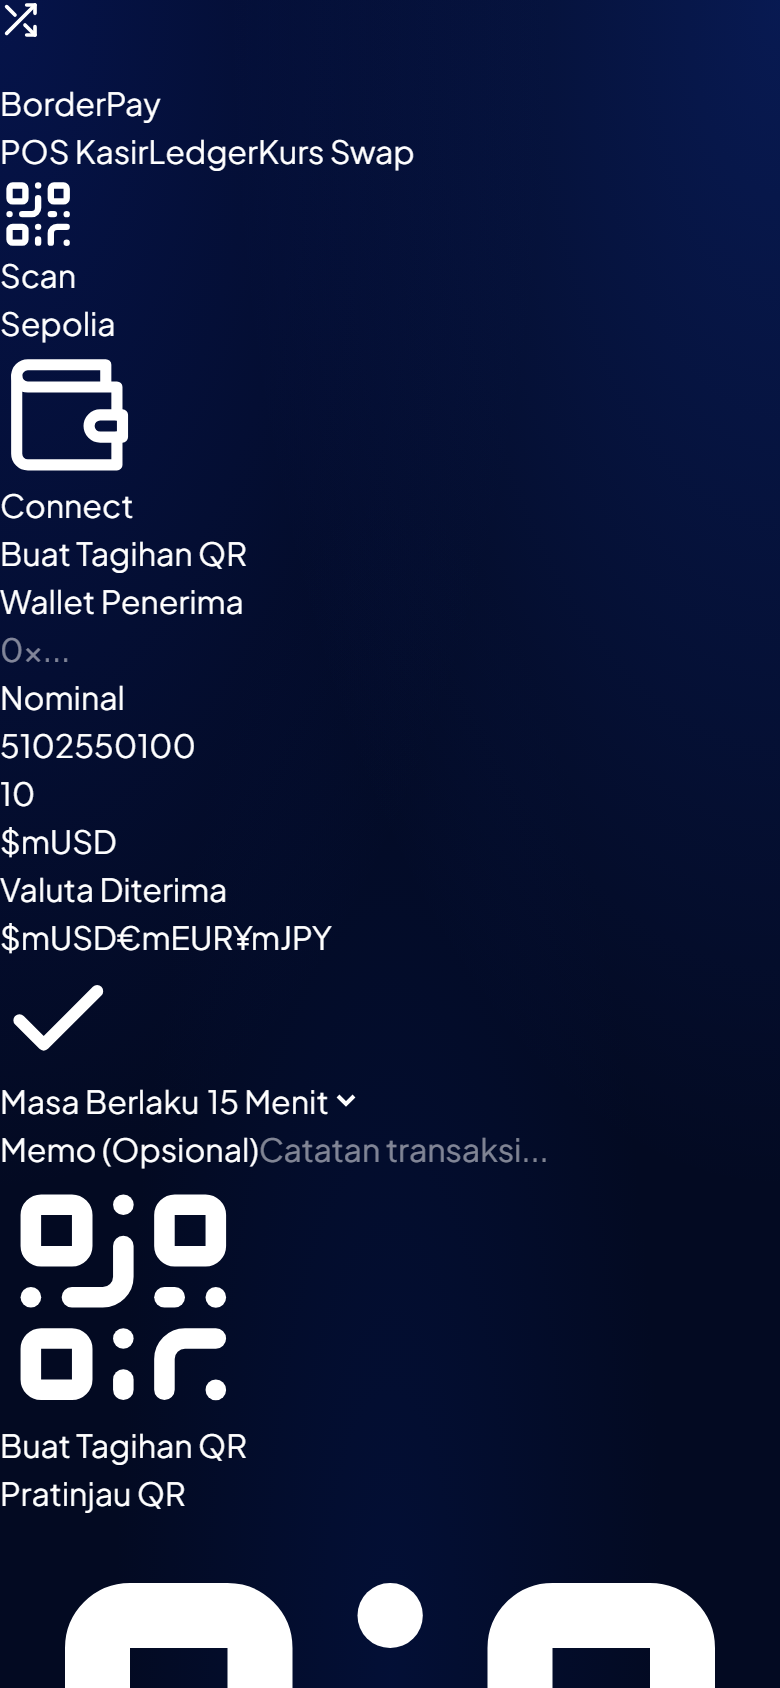 BorderPay
POS KasirLedgerKurs Swap
Scan
Sepolia
Connect
Buat Tagihan QR
Wallet Penerima
0x...
Nominal
5102550100
10
$mUSD
Valuta Diterima
$mUSD€mEUR¥mJPY
Masa Berlaku 15 Menit
Memo (Opsional)Catatan transaksi...
Buat Tagihan QR
Pratinjau QR